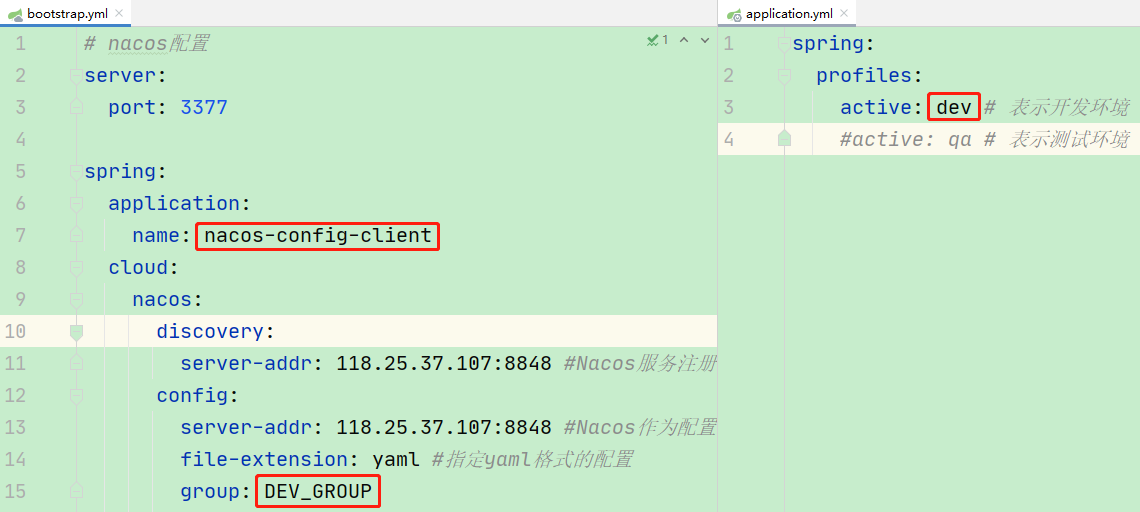 bootstrap.yml
1 # nacos配置
2 server:
3 port: 3377
4
5 spring:
6 application:
7 name: nacos-config-client
8 cloud:
9 nacos:
10 discovery:
11 server-addr: 118.25.37.107:8848 #Nacos服务注册
12 config:
13 server-addr: 118.25.37.107:8848 #Nacos作为配置
14 file-extension: yaml #指定yaml格式的配置
15 group: DEV_GROUP
1
application.yml
1 spring:
2 profiles:
3 active: dev # 表示开发环境
4 #active: qa # 表示测试环境